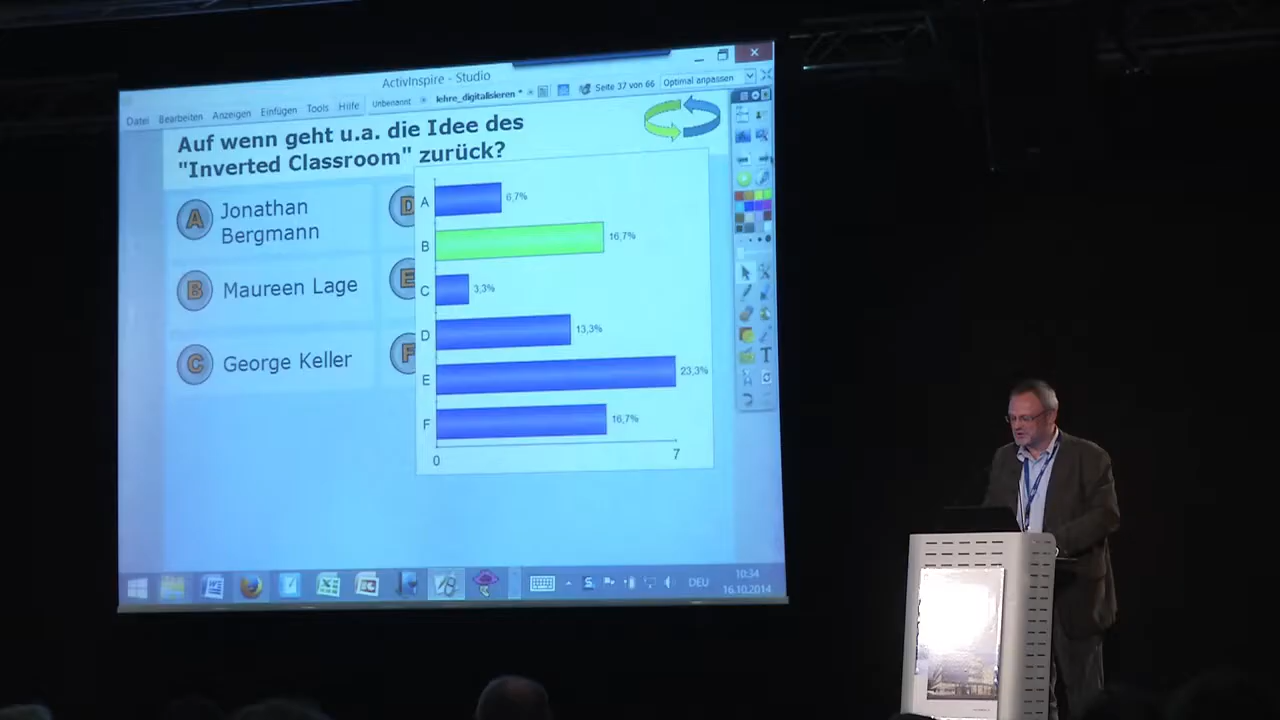 ActivInspire - Studio
Datei Bearbeiten Anzeigen Einfügen Tools Hilfe Unbenannt lehre_digitalisieren * Seite 37 von 66 Optimal anpassen
Auf wenn geht u.a. die Idee des
"Inverted Classroom" zurück?
A Jonathan
Bergmann
B Maureen Lage
C George Keller
D
E
F
A 6,7%
B 16,7%
C 3,3%
D 13,3%
E 23,3%
F 16,7%
0 7
DEU
10:34
16.10.2014